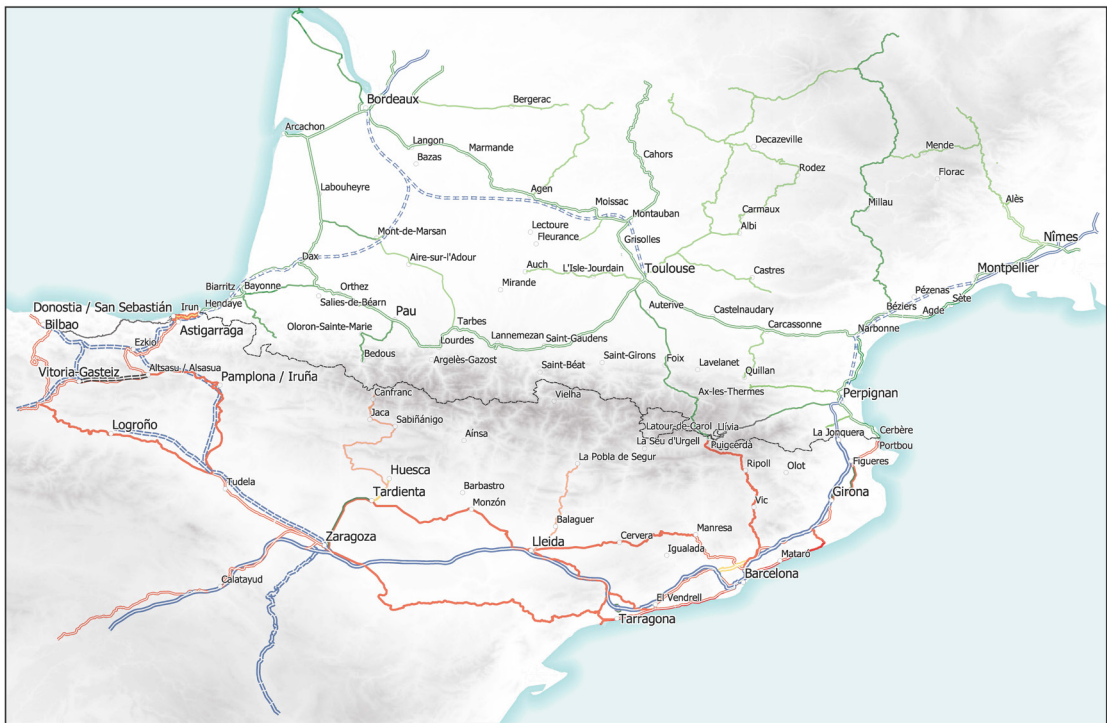 Bordeaux
Bergerac
Arcachon
Langon
Marmande
Bazas
Cahors
Decazeville
Rodez
Mende
Florac
Labouheyre
Agen
Moissac
Montauban
Carmaux
Albi
Millau
Alès
Mont-de-Marsan
Lectoure
Fleurance
Grisolles
Nîmes
Dax
Aire-sur-l'Adour
Auch
L'Isle-Jourdain
Toulouse
Castres
Montpellier
Biarritz
Bayonne
Orthez
Mirande
Pézenas
Sète
Donostia / San Sebastián
Irun
Hendaye
Salies-de-Béarn
Pau
Auterive
Castelnaudary
Béziers
Agde
Bilbao
Astigarraga
Oloron-Sainte-Marie
Tarbes
Lannemezan
Saint-Gaudens
Carcassonne
Narbonne
Ezkio
Bedous
Lourdes
Argelès-Gazost
Saint-Béat
Saint-Girons
Foix
Lavelanet
Quillan
Vitoria-Gasteiz
Altsasu / Alsasua
Pamplona / Iruña
Canfranc
Vielha
Ax-les-Thermes
Perpignan
Logroño
Jaca
Sabiñánigo
Aínsa
Latour-de-Carol
Llívia
La Seu d'Urgell
Puigcerdà
La Jonquera
Cerbère
Portbou
Huesca
La Pobla de Segur
Ripoll
Olot
Figueres
Tudela
Tardienta
Barbastro
Monzón
Vic
Girona
Zaragoza
Balaguer
Lleida
Cervera
Manresa
Igualada
Mataró
Calatayud
Barcelona
El Vendrell
Tarragona